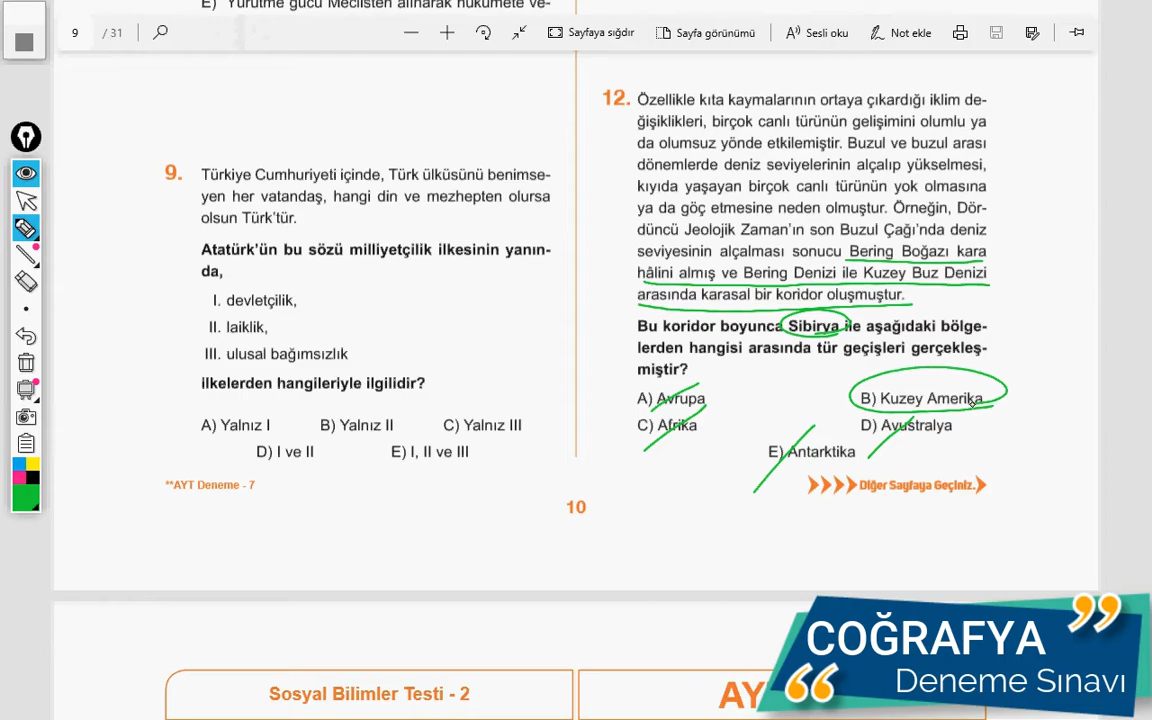 E) Yürütme gücü Meclisten alınarak hükümete ve-
9 / 31
Sayfaya sığdır
Sayfa görünümü
A Sesli oku
Not ekle
9. Türkiye Cumhuriyeti içinde, Türk ülküsünü benimse-
yen her vatandaş, hangi din ve mezhepten olursa
olsun Türk'tür.
Atatürk'ün bu sözü milliyetçilik ilkesinin yanın-
da,
I. devletçilik,
II. laiklik,
III. ulusal bağımsızlık
ilkelerden hangileriyle ilgilidir?
A) Yalnız I B) Yalnız II C) Yalnız III
D) I ve II E) I, II ve III
**AYT Deneme - 7
12. Özellikle kıta kaymalarının ortaya çıkardığı iklim de-
ğişiklikleri, birçok canlı türünün gelişimini olumlu ya
da olumsuz yönde etkilemiştir. Buzul ve buzul arası
dönemlerde deniz seviyelerinin alçalıp yükselmesi,
kıyıda yaşayan birçok canlı türünün yok olmasına
ya da göç etmesine neden olmuştur. Örneğin, Dör-
düncü Jeolojik Zaman'ın son Buzul Çağı'nda deniz
seviyesinin alçalması sonucu Bering Boğazı kara
hâlini almış ve Bering Denizi ile Kuzey Buz Denizi
arasında karasal bir koridor oluşmuştur.
Bu koridor boyunca Sibirya ile aşağıdaki bölge-
lerden hangisi arasında tür geçişleri gerçekleş-
miştir?
A) Avrupa B) Kuzey Amerika
C) Afrika D) Avustralya
E) Antarktika
Diğer Sayfaya Geçiniz.
10
Sosyal Bilimler Testi - 2
AY
COĞRAFYA
Deneme Sınavı